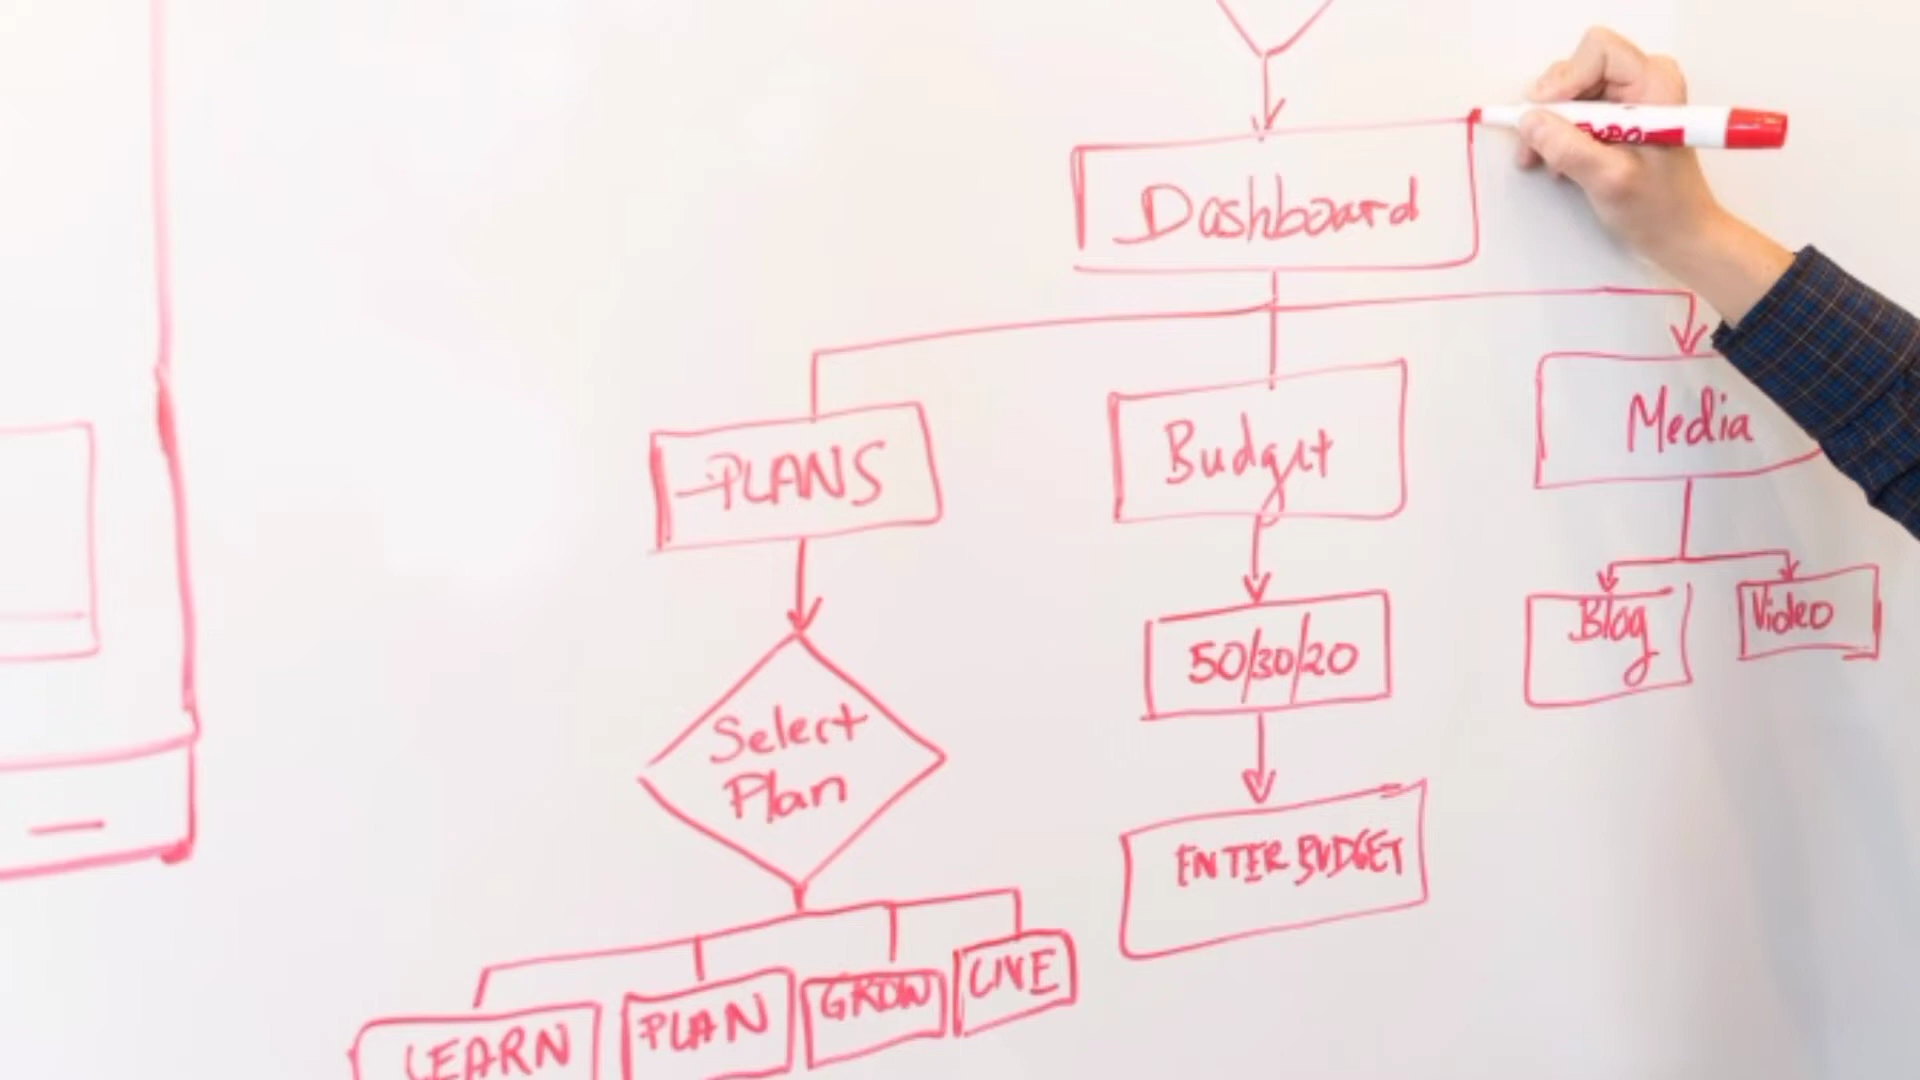 Dashboard
PLANS
Budget
Media
Select
Plan
50/30/20
Blog
Video
ENTER BUDGET
LEARN
PLAN
GROW
LIVE